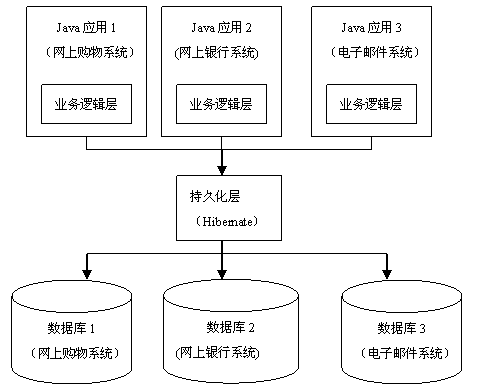 Java 应用 1
（网上购物系统）
业务逻辑层
Java 应用 2
(网上银行系统)
业务逻辑层
Java 应用 3
（电子邮件系统）
业务逻辑层
持久化层
（Hibernate）
数据库 1
（网上购物系统）
数据库 2
(网上银行系统)
数据库 3
（电子邮件系统）